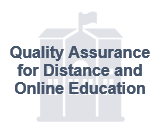 Quality Assurance
for Distance and
Online Education